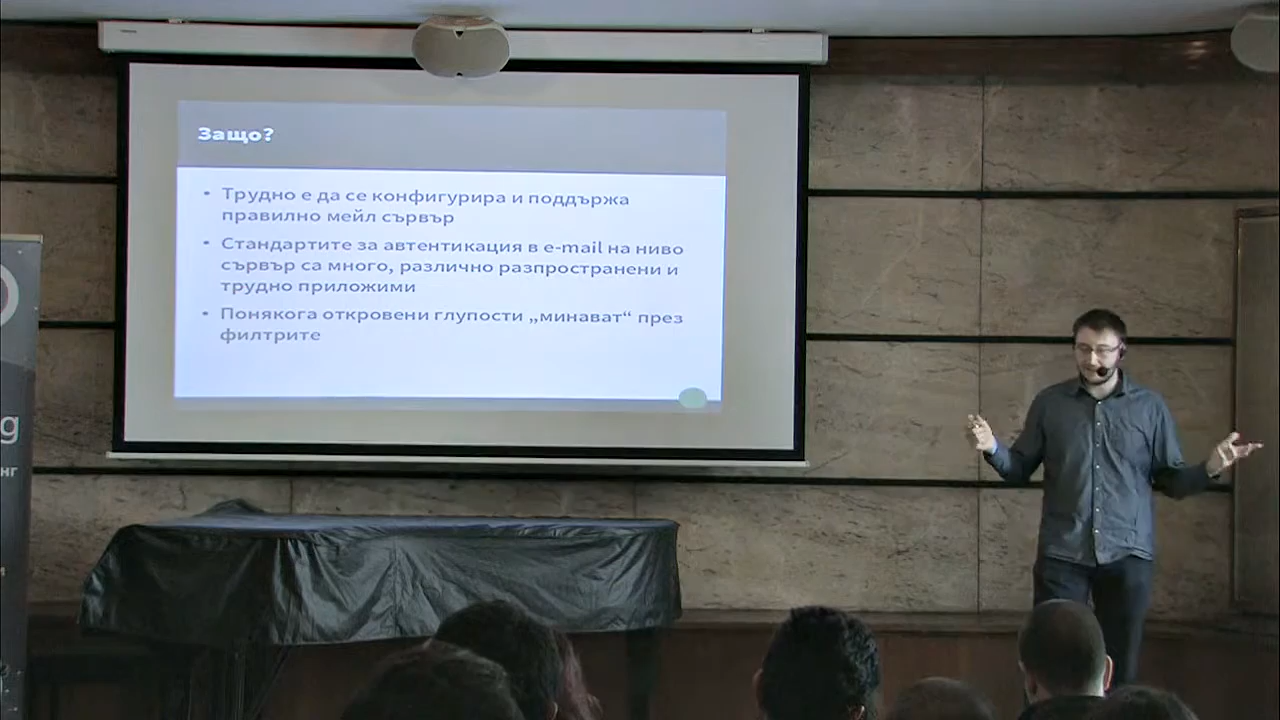 Защо?
• Трудно е да се конфигурира и поддържа
правилно мейл сървър
• Стандартите за автентикация в e-mail на ниво
сървър са много, различно разпространени и
трудно приложими
• Понякога откровени глупости „минават“ през
филтрите
g
нг